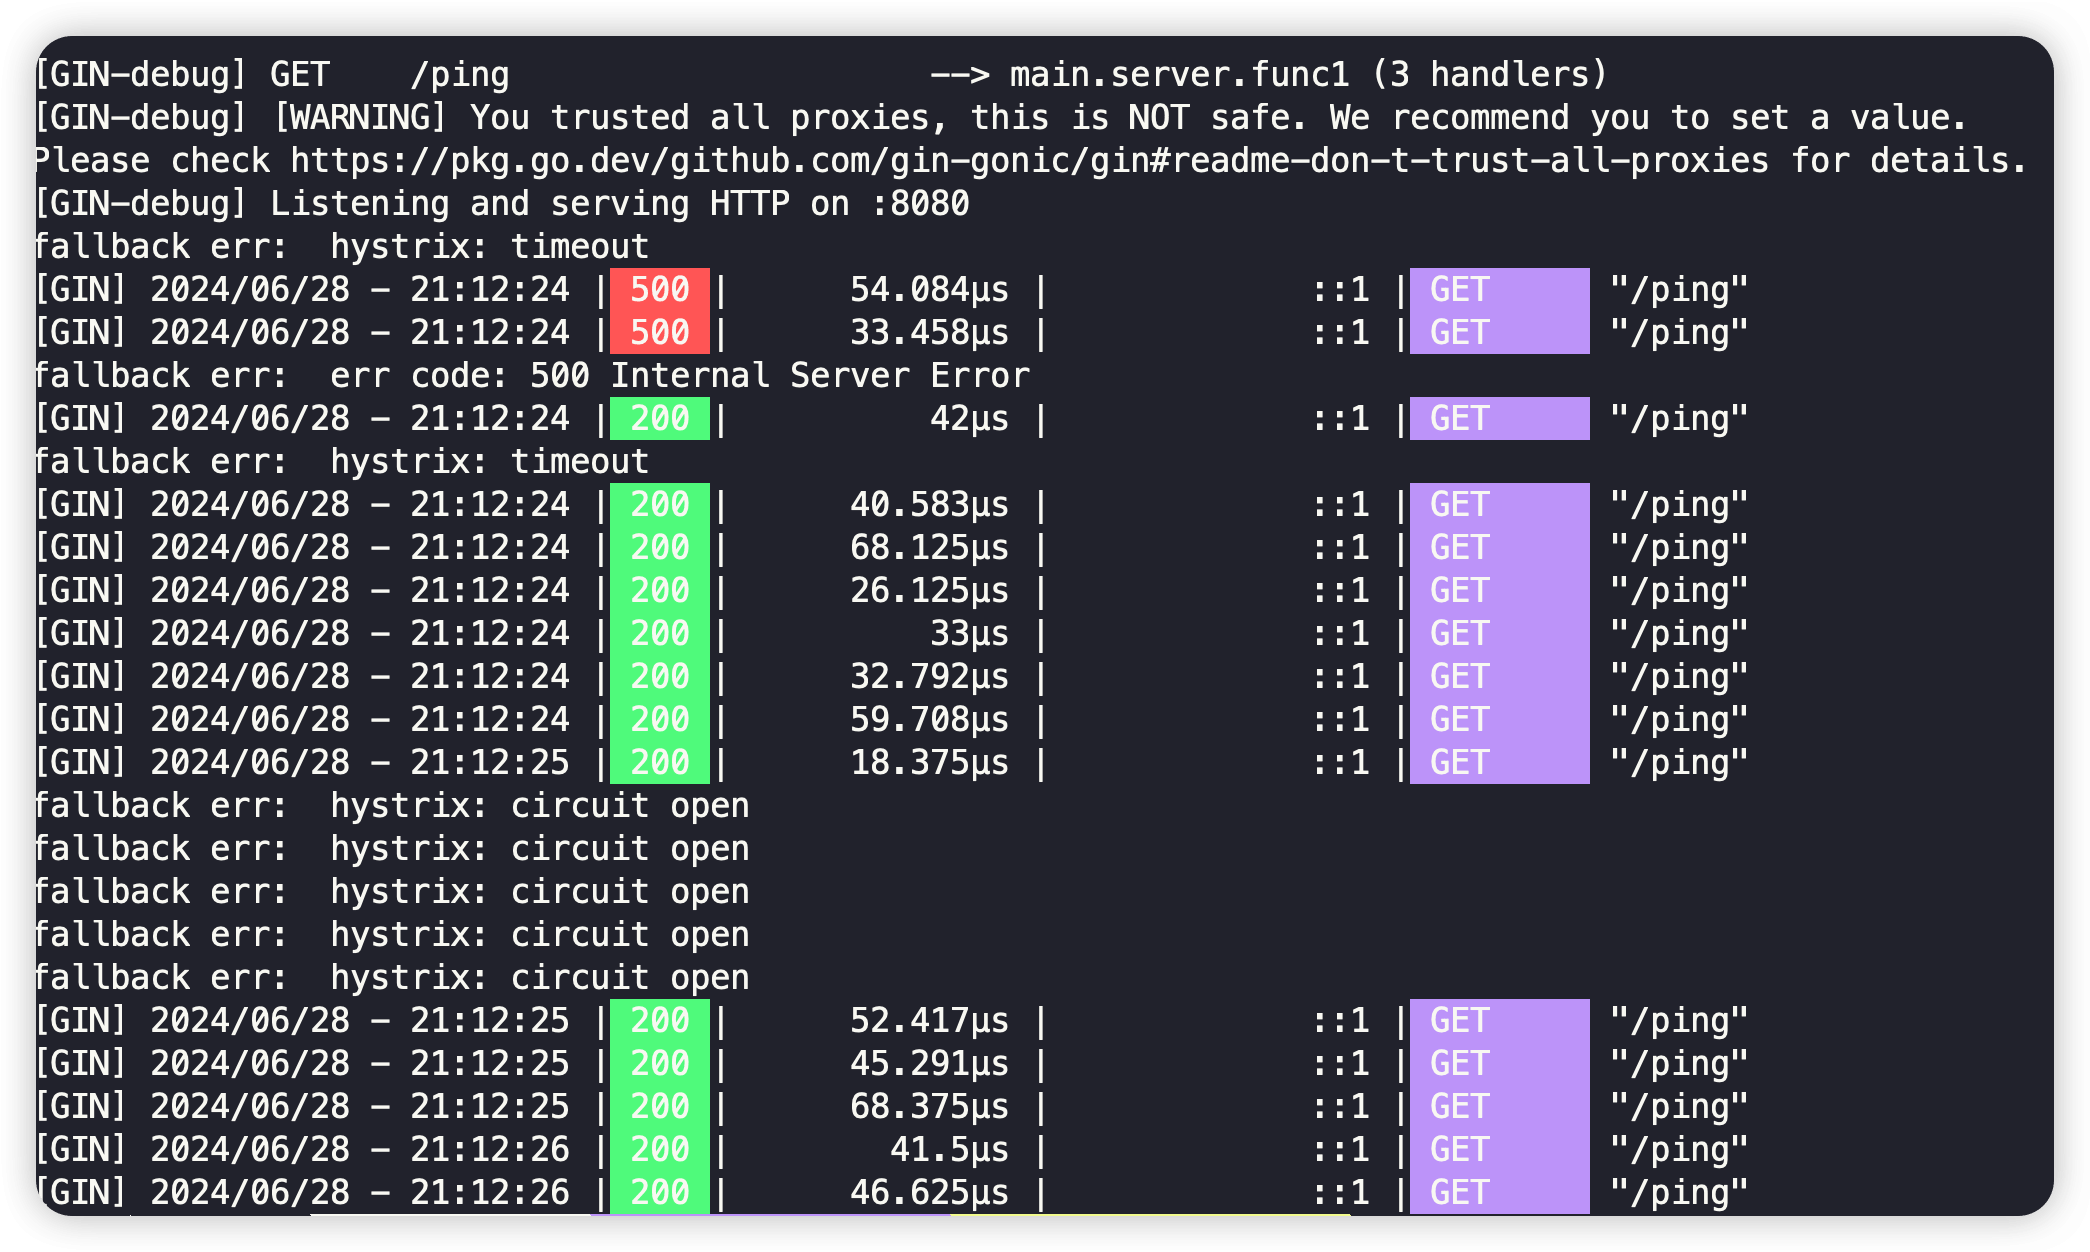 [GIN-debug] GET    /ping                     --> main.server.func1 (3 handlers)
[GIN-debug] [WARNING] You trusted all proxies, this is NOT safe. We recommend you to set a value.
Please check https://pkg.go.dev/github.com/gin-gonic/gin#readme-don-t-trust-all-proxies for details.
[GIN-debug] Listening and serving HTTP on :8080
fallback err:  hystrix: timeout
[GIN] 2024/06/28 - 21:12:24 | 500 |      54.084µs |             ::1 | GET      "/ping"
[GIN] 2024/06/28 - 21:12:24 | 500 |      33.458µs |             ::1 | GET      "/ping"
fallback err:  err code: 500 Internal Server Error
[GIN] 2024/06/28 - 21:12:24 | 200 |          42µs |             ::1 | GET      "/ping"
fallback err:  hystrix: timeout
[GIN] 2024/06/28 - 21:12:24 | 200 |      40.583µs |             ::1 | GET      "/ping"
[GIN] 2024/06/28 - 21:12:24 | 200 |      68.125µs |             ::1 | GET      "/ping"
[GIN] 2024/06/28 - 21:12:24 | 200 |      26.125µs |             ::1 | GET      "/ping"
[GIN] 2024/06/28 - 21:12:24 | 200 |          33µs |             ::1 | GET      "/ping"
[GIN] 2024/06/28 - 21:12:24 | 200 |      32.792µs |             ::1 | GET      "/ping"
[GIN] 2024/06/28 - 21:12:24 | 200 |      59.708µs |             ::1 | GET      "/ping"
[GIN] 2024/06/28 - 21:12:25 | 200 |      18.375µs |             ::1 | GET      "/ping"
fallback err:  hystrix: circuit open
fallback err:  hystrix: circuit open
fallback err:  hystrix: circuit open
fallback err:  hystrix: circuit open
fallback err:  hystrix: circuit open
[GIN] 2024/06/28 - 21:12:25 | 200 |      52.417µs |             ::1 | GET      "/ping"
[GIN] 2024/06/28 - 21:12:25 | 200 |      45.291µs |             ::1 | GET      "/ping"
[GIN] 2024/06/28 - 21:12:25 | 200 |      68.375µs |             ::1 | GET      "/ping"
[GIN] 2024/06/28 - 21:12:26 | 200 |        41.5µs |             ::1 | GET      "/ping"
[GIN] 2024/06/28 - 21:12:26 | 200 |      46.625µs |             ::1 | GET      "/ping"